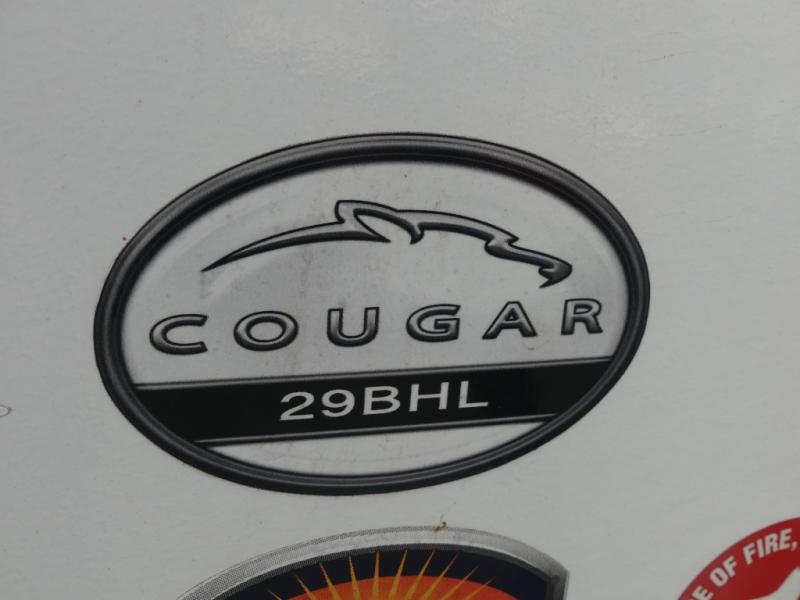 COUGAR
29BHL
E OF FIRE,